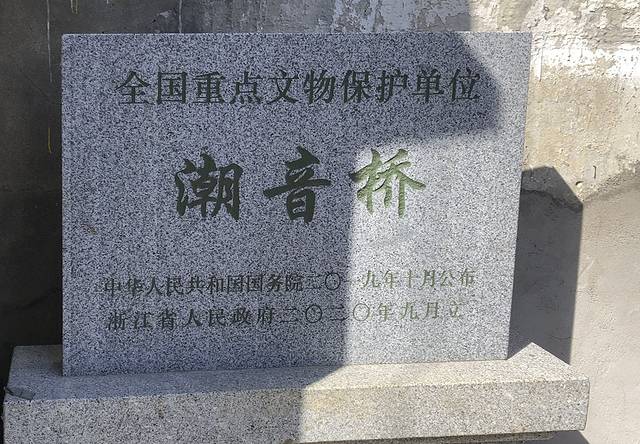 全国重点文物保护单位
潮音桥
中华人民共和国国务院二〇一九年十月公布
浙江省人民政府二〇二〇年九月立